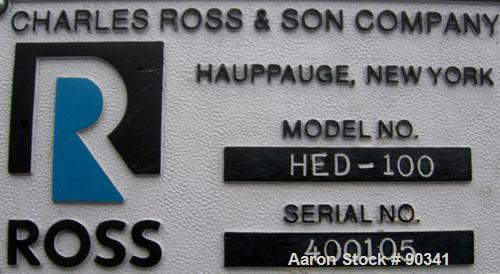 CHARLES ROSS & SON COMPANY
HAUPPAUGE, NEW YORK
MODEL NO.
HED-100
SERIAL NO.
400105
R
ROSS
Aaron Stock # 90341